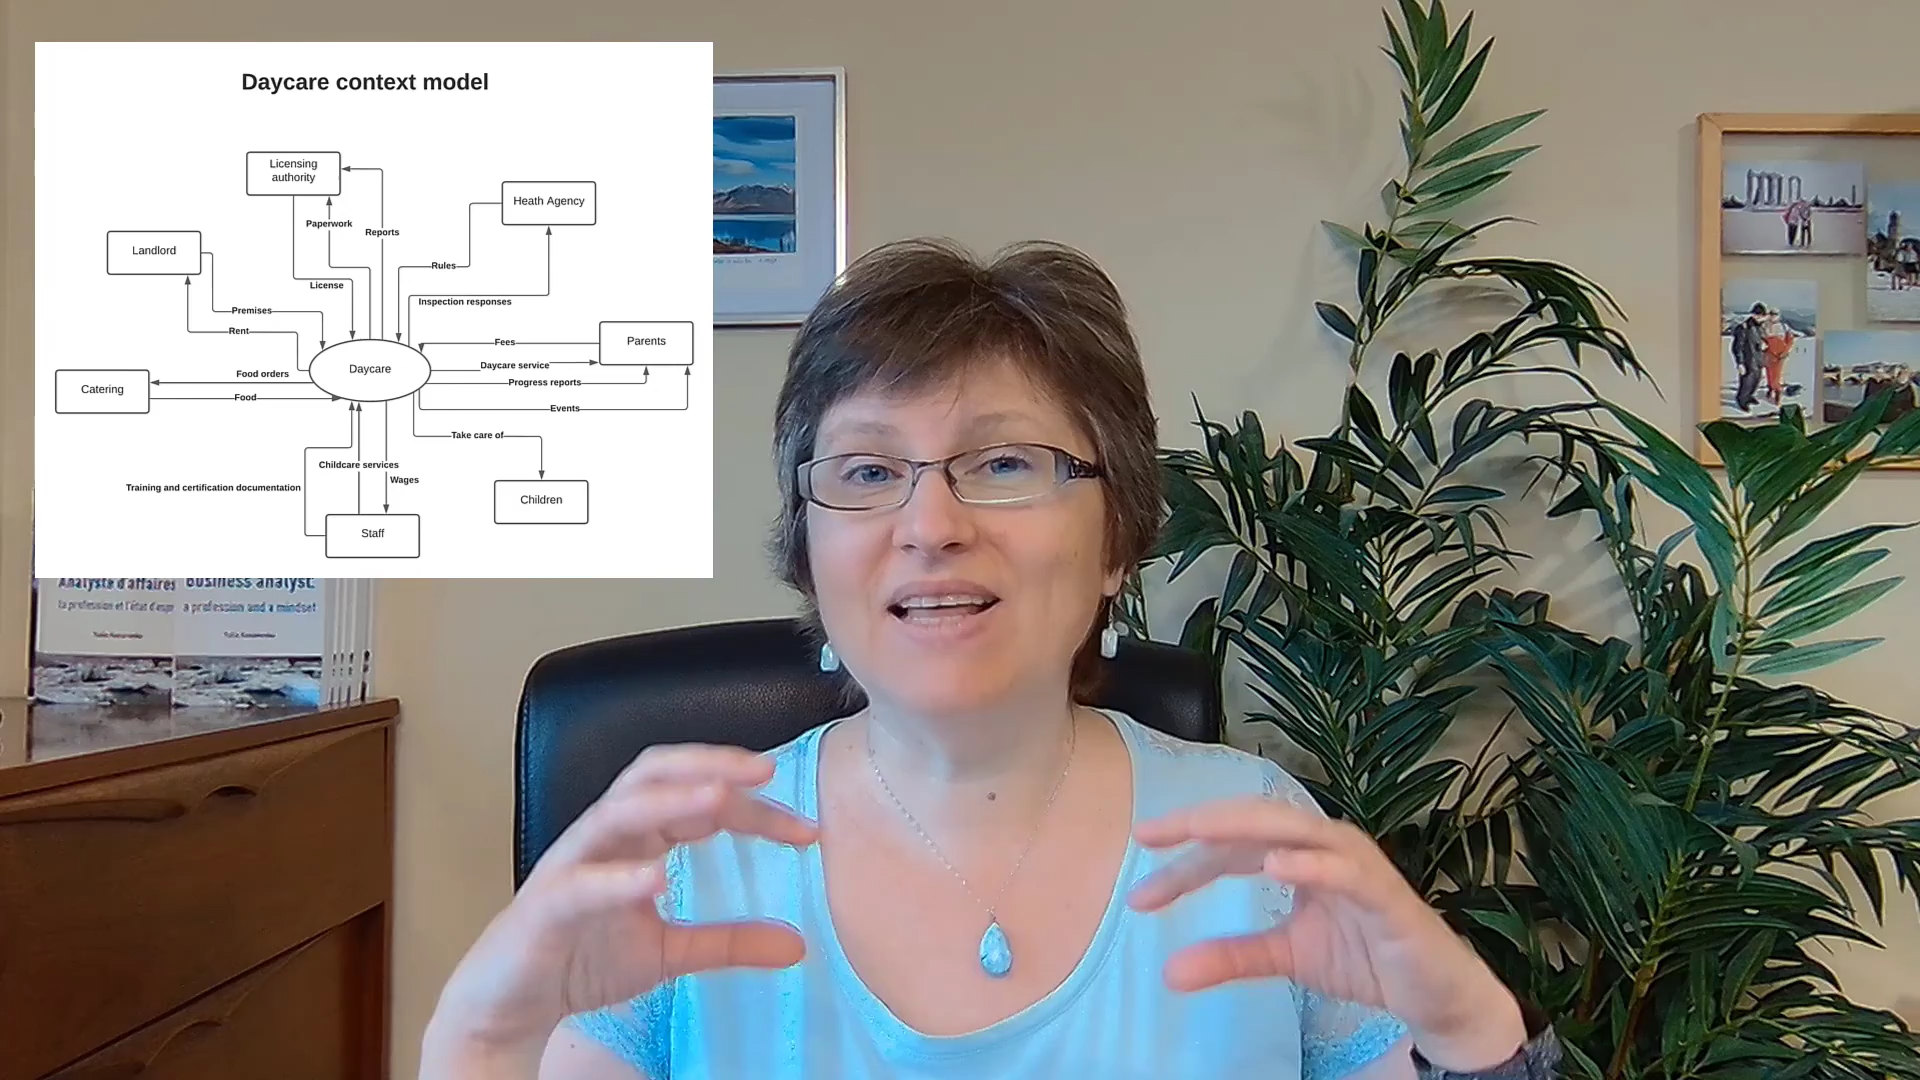 Daycare context model
Licensing
authority
Heath Agency
Paperwork
Reports
Landlord
Rules
License
Inspection responses
Premises
Rent
Fees
Parents
Daycare
Daycare service
Food orders
Progress reports
Catering
Food
Events
Take care of
Childcare services
Wages
Training and certification documentation
Children
Staff
Analyste d'affaires
la profession et l'état d'esprit
Business analyst:
a profession and a mindset